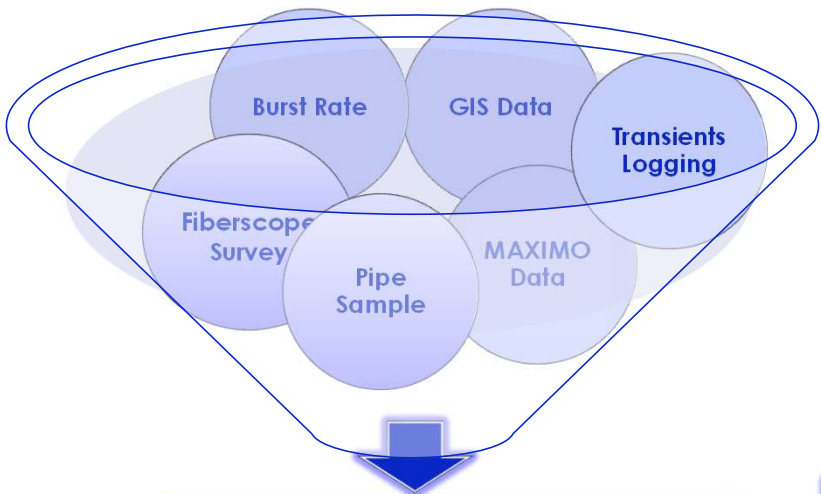 Burst Rate
GIS Data
Transients
Logging
Fiberscope
Survey
MAXIMO
Data
Pipe
Sample